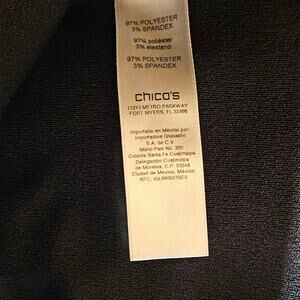 97% POLYESTER
3% SPANDEX
97% poliéster
3% elastano
97% POLYESTER
3% SPANDEX
chico's
11215 METRO PARKWAY
FORT MYERS, FL 33966
Importado en México por:
Importadora Globastic
S.A. de C.V.
Mario Pani No. 200
Colonia Santa Fe Cuajimalpa
Delegación Cuajimalpa
de Morelos, C.P. 05348
Ciudad de México, México